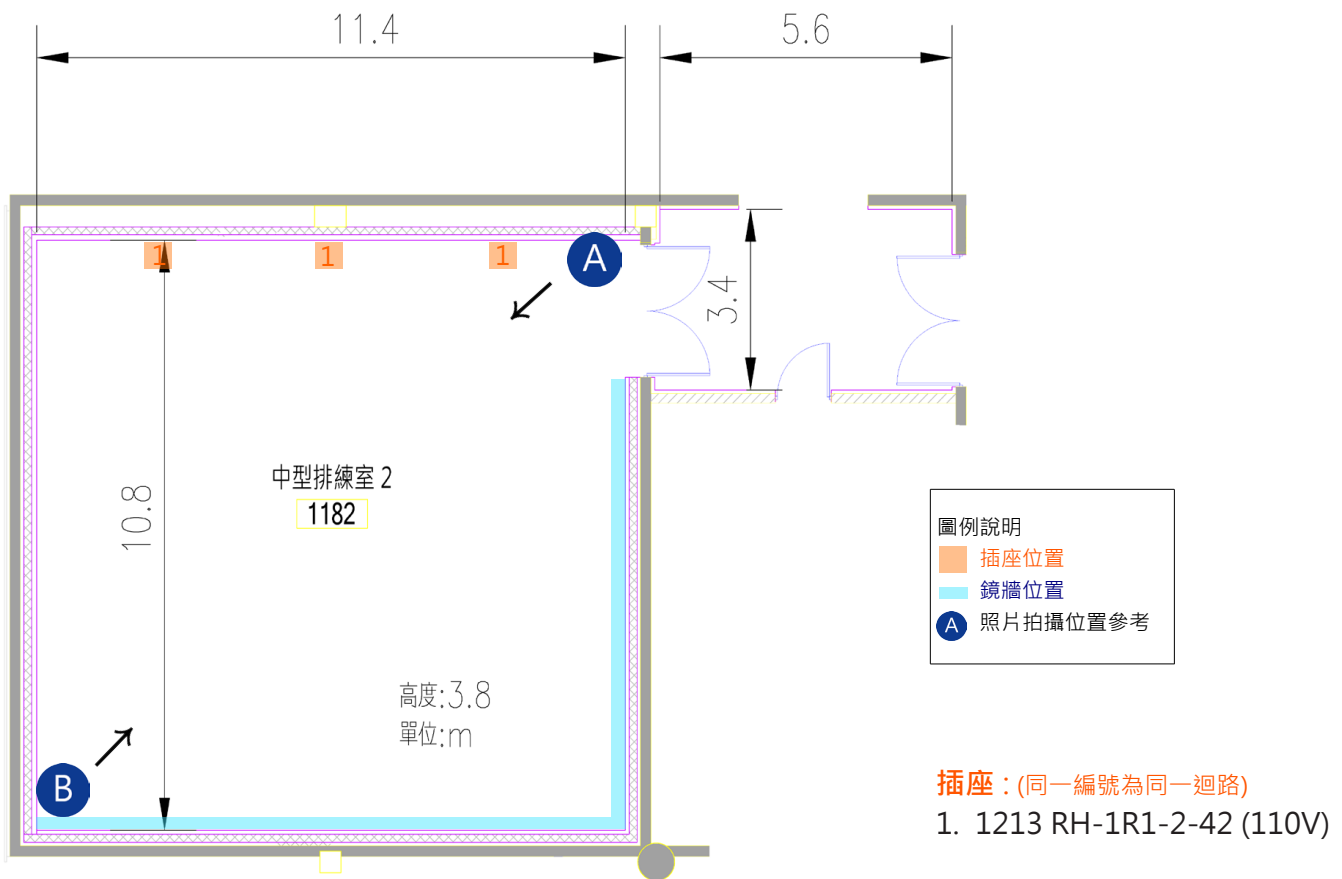 11.4
5.6
1
1
1
A
3.4
中型排練室 2
1182
10.8
圖例說明
插座位置
鏡牆位置
A 照片拍攝位置參考
高度:3.8
單位:m
B
插座 : (同一編號為同一迴路)
1. 1213 RH-1R1-2-42 (110V)